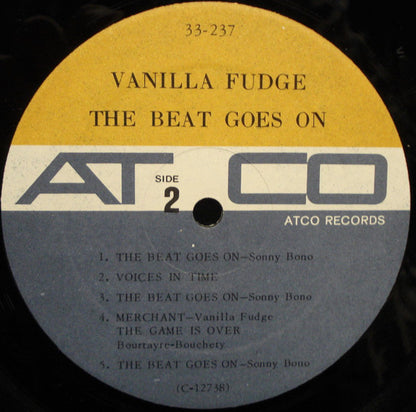 33-237
VANILLA FUDGE
THE BEAT GOES ON
ATCO
SIDE
2
ATCO RECORDS
1. THE BEAT GOES ON—Sonny Bono
2. VOICES IN TIME
3. THE BEAT GOES ON—Sonny Bono
4. MERCHANT—Vanilla Fudge
THE GAME IS OVER
Bourtayre-Bouchety
5. THE BEAT GOES ON—Sonny Bono
(C-12738)